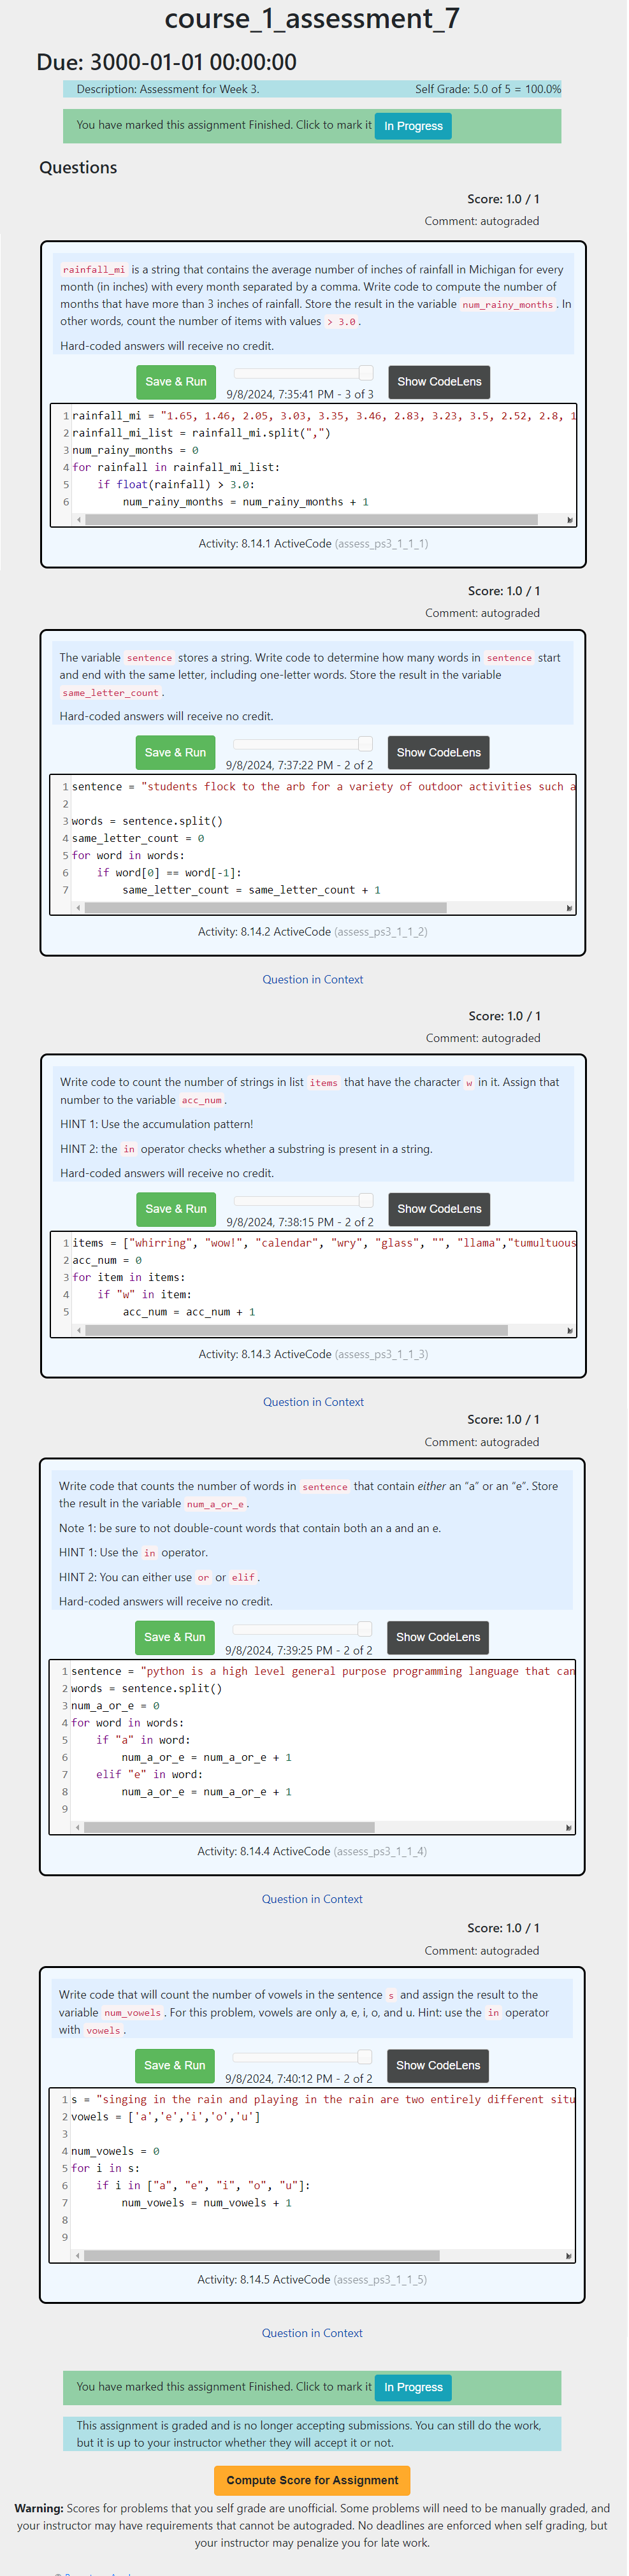 course_1_assessment_7
Due: 3000-01-01 00:00:00
Description: Assessment for Week 3. Self Grade: 5.0 of 5 = 100.0%
You have marked this assignment Finished. Click to mark it In Progress
Questions
Score: 1.0 / 1
Comment: autograded
rainfall_mi is a string that contains the average number of inches of rainfall in Michigan for every
month (in inches) with every month separated by a comma. Write code to compute the number of
months that have more than 3 inches of rainfall. Store the result in the variable num_rainy_months. In
other words, count the number of items with values > 3.0.
Hard-coded answers will receive no credit.
Save & Run 9/8/2024, 7:35:41 PM - 3 of 3 Show CodeLens
1 rainfall_mi = "1.65, 1.46, 2.05, 3.03, 3.35, 3.46, 2.83, 3.23, 3.5, 2.52, 2.8, 1
2 rainfall_mi_list = rainfall_mi.split(",")
3 num_rainy_months = 0
4 for rainfall in rainfall_mi_list:
5     if float(rainfall) > 3.0:
6         num_rainy_months = num_rainy_months + 1
Activity: 8.14.1 ActiveCode (assess_ps3_1_1_1)
Score: 1.0 / 1
Comment: autograded
The variable sentence stores a string. Write code to determine how many words in sentence start
and end with the same letter, including one-letter words. Store the result in the variable
same_letter_count.
Hard-coded answers will receive no credit.
Save & Run 9/8/2024, 7:37:22 PM - 2 of 2 Show CodeLens
1 sentence = "students flock to the arb for a variety of outdoor activities such a
2
3 words = sentence.split()
4 same_letter_count = 0
5 for word in words:
6     if word[0] == word[-1]:
7         same_letter_count = same_letter_count + 1
Activity: 8.14.2 ActiveCode (assess_ps3_1_1_2)
Question in Context
Score: 1.0 / 1
Comment: autograded
Write code to count the number of strings in list items that have the character w in it. Assign that
number to the variable acc_num.
HINT 1: Use the accumulation pattern!
HINT 2: the in operator checks whether a substring is present in a string.
Hard-coded answers will receive no credit.
Save & Run 9/8/2024, 7:38:15 PM - 2 of 2 Show CodeLens
1 items = ["whirring", "wow!", "calendar", "wry", "glass", "", "llama","tumultuous
2 acc_num = 0
3 for item in items:
4     if "w" in item:
5         acc_num = acc_num + 1
Activity: 8.14.3 ActiveCode (assess_ps3_1_1_3)
Question in Context
Score: 1.0 / 1
Comment: autograded
Write code that counts the number of words in sentence that contain either an “a” or an “e”. Store
the result in the variable num_a_or_e.
Note 1: be sure to not double-count words that contain both an a and an e.
HINT 1: Use the in operator.
HINT 2: You can either use or or elif.
Hard-coded answers will receive no credit.
Save & Run 9/8/2024, 7:39:25 PM - 2 of 2 Show CodeLens
1 sentence = "python is a high level general purpose programming language that can
2 words = sentence.split()
3 num_a_or_e = 0
4 for word in words:
5     if "a" in word:
6         num_a_or_e = num_a_or_e + 1
7     elif "e" in word:
8         num_a_or_e = num_a_or_e + 1
9
Activity: 8.14.4 ActiveCode (assess_ps3_1_1_4)
Question in Context
Score: 1.0 / 1
Comment: autograded
Write code that will count the number of vowels in the sentence s and assign the result to the
variable num_vowels. For this problem, vowels are only a, e, i, o, and u. Hint: use the in operator
with vowels.
Save & Run 9/8/2024, 7:40:12 PM - 2 of 2 Show CodeLens
1 s = "singing in the rain and playing in the rain are two entirely different situ
2 vowels = ['a','e','i','o','u']
3
4 num_vowels = 0
5 for i in s:
6     if i in ["a", "e", "i", "o", "u"]:
7         num_vowels = num_vowels + 1
8
9
Activity: 8.14.5 ActiveCode (assess_ps3_1_1_5)
Question in Context
You have marked this assignment Finished. Click to mark it In Progress
This assignment is graded and is no longer accepting submissions. You can still do the work,
but it is up to your instructor whether they will accept it or not.
Compute Score for Assignment
Warning: Scores for problems that you self grade are unofficial. Some problems will need to be manually graded, and
your instructor may have requirements that cannot be autograded. No deadlines are enforced when self grading, but
your instructor may penalize you for late work.